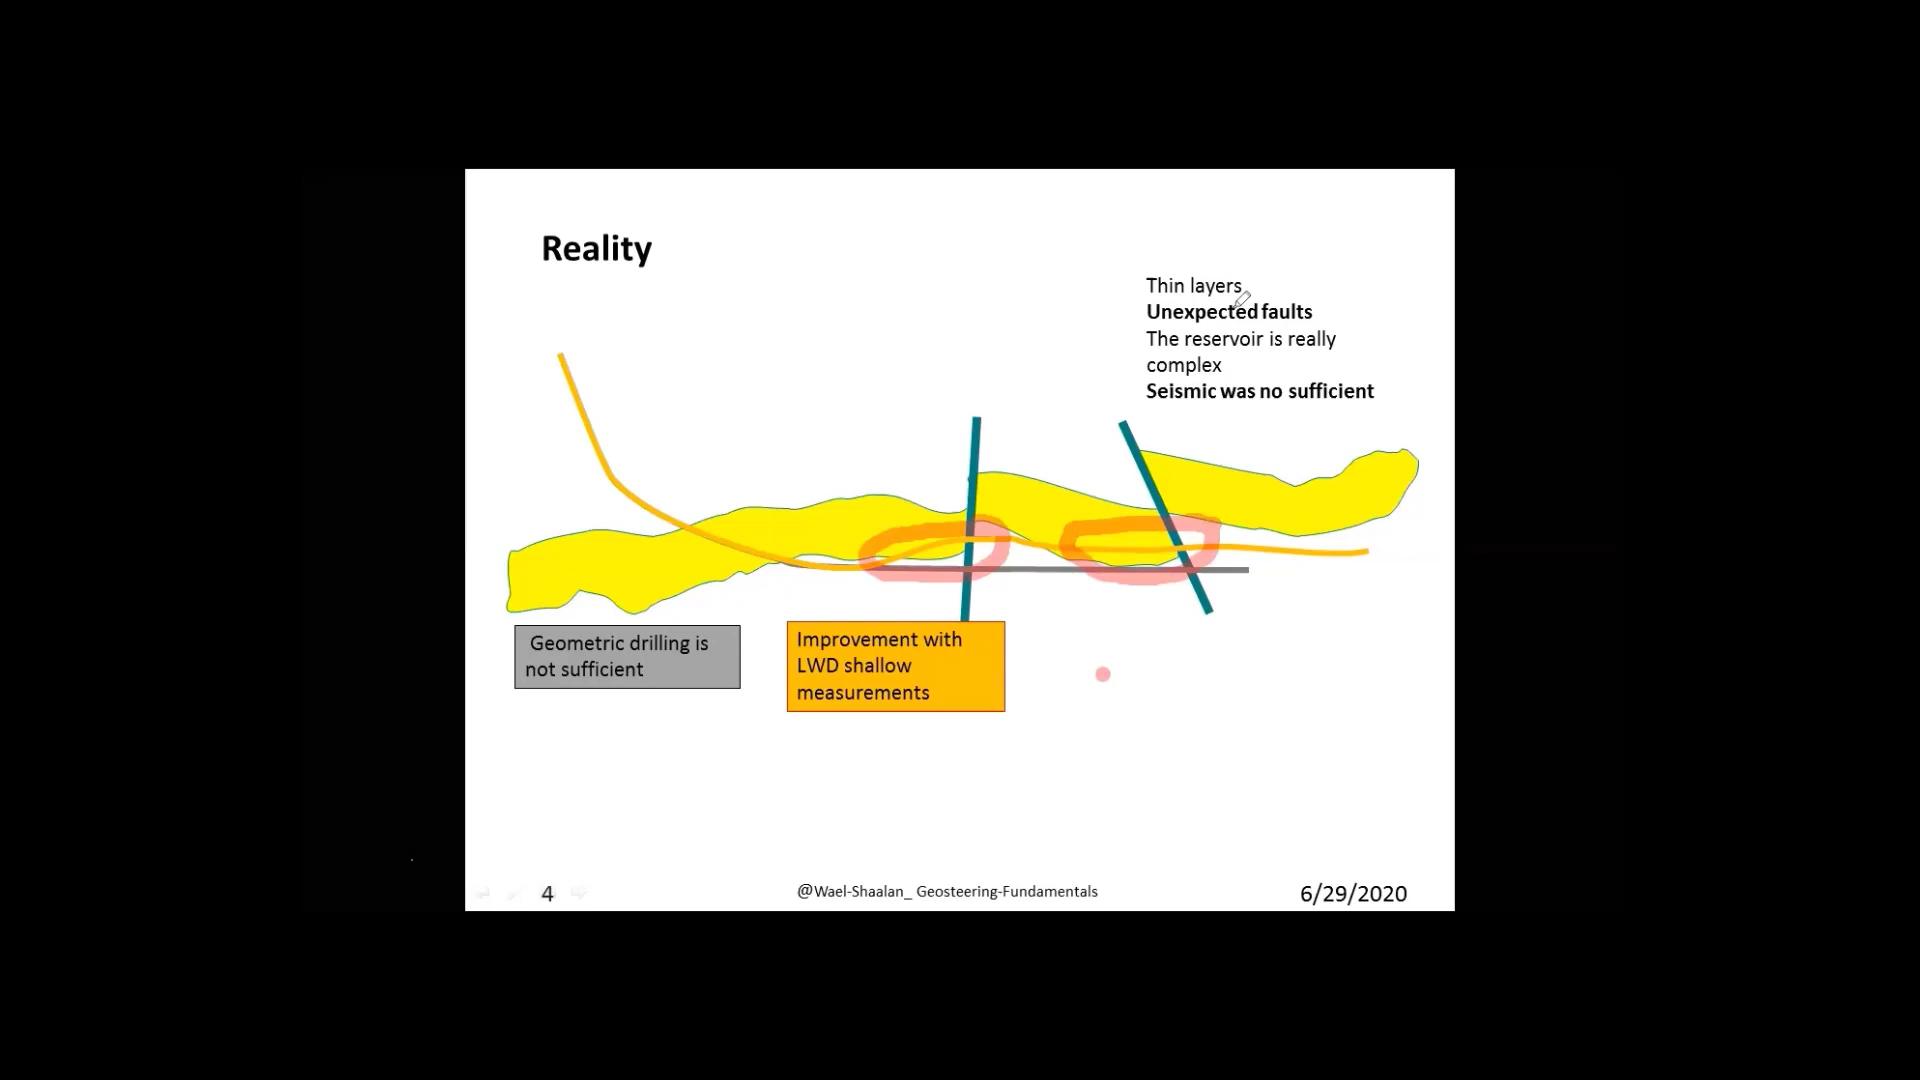 Reality
Thin layers
Unexpected faults
The reservoir is really
complex
Seismic was no sufficient
Geometric drilling is
not sufficient
Improvement with
LWD shallow
measurements
4
@Wael-Shaalan_ Geosteering-Fundamentals
6/29/2020